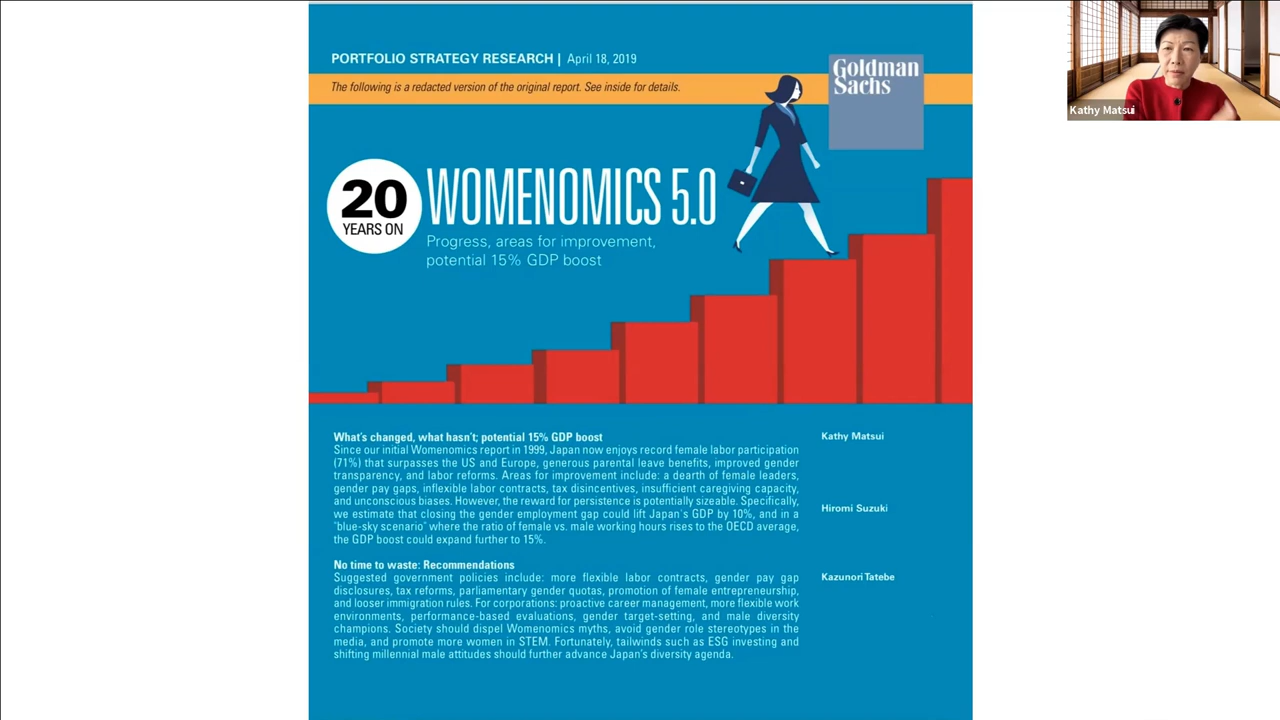 PORTFOLIO STRATEGY RESEARCH | April 18, 2019
The following is a redacted version of the original report. See inside for details.
Goldman
Sachs
Kathy Matsui
20
YEARS ON
WOMENOMICS 5.0
Progress, areas for improvement,
potential 15% GDP boost
What's changed, what hasn't; potential 15% GDP boost
Since our initial Womenomics report in 1999, Japan now enjoys record female labor participation
(71%) that surpasses the US and Europe, generous parental leave benefits, improved gender
transparency, and labor reforms. Areas for improvement include: a dearth of female leaders,
gender pay gaps, inflexible labor contracts, tax disincentives, insufficient caregiving capacity,
and unconscious biases. However, the reward for persistence is potentially sizeable. Specifically,
we estimate that closing the gender employment gap could lift Japan's GDP by 10%, and in a
"blue-sky scenario" where the ratio of female vs. male working hours rises to the OECD average,
the GDP boost could expand further to 15%.
No time to waste: Recommendations
Suggested government policies include: more flexible labor contracts, gender pay gap
disclosures, tax reforms, parliamentary gender quotas, promotion of female entrepreneurship,
and looser immigration rules. For corporations: proactive career management, more flexible work
environments, performance-based evaluations, gender target-setting, and male diversity
champions. Society should dispel Womenomics myths, avoid gender role stereotypes in the
media, and promote more women in STEM. Fortunately, tailwinds such as ESG investing and
shifting millennial male attitudes should further advance Japan's diversity agenda.
Kathy Matsui
Hiromi Suzuki
Kazunori Tatebe